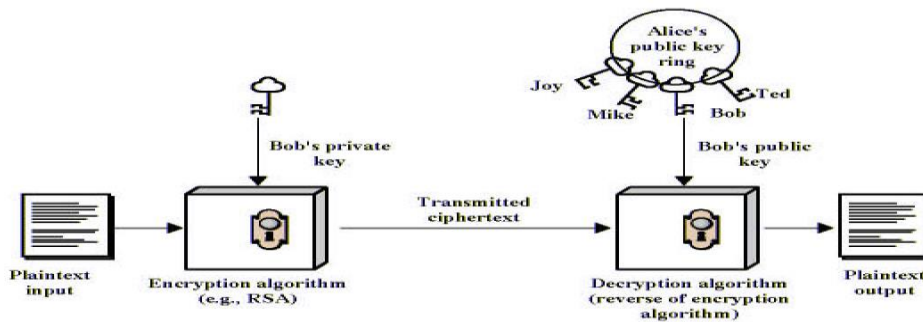 Alice's
public key
ring
Joy
Ted
Mike
Bob
Bob's private
key
Bob's public
key
Transmitted
ciphertext
Plaintext
input
Encryption algorithm
(e.g., RSA)
Decryption algorithm
(reverse of encryption
algorithm)
Plaintext
output